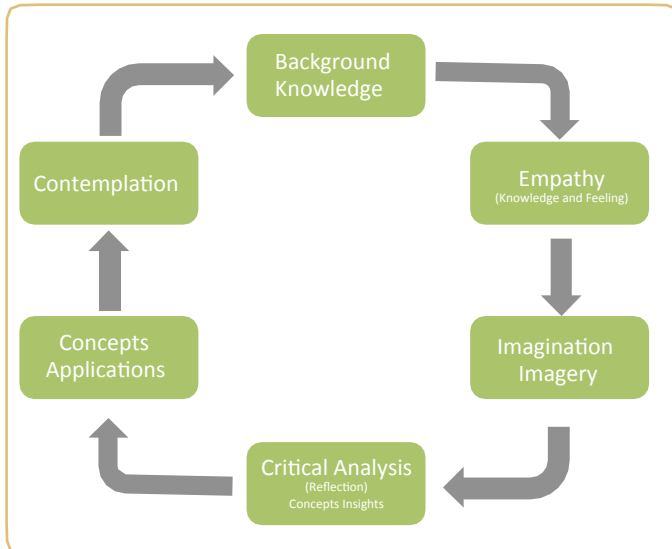 Background
Knowledge
Empathy
(Knowledge and Feeling)
Imagination
Imagery
Critical Analysis
(Reflection)
Concepts Insights
Concepts
Applications
Contemplation